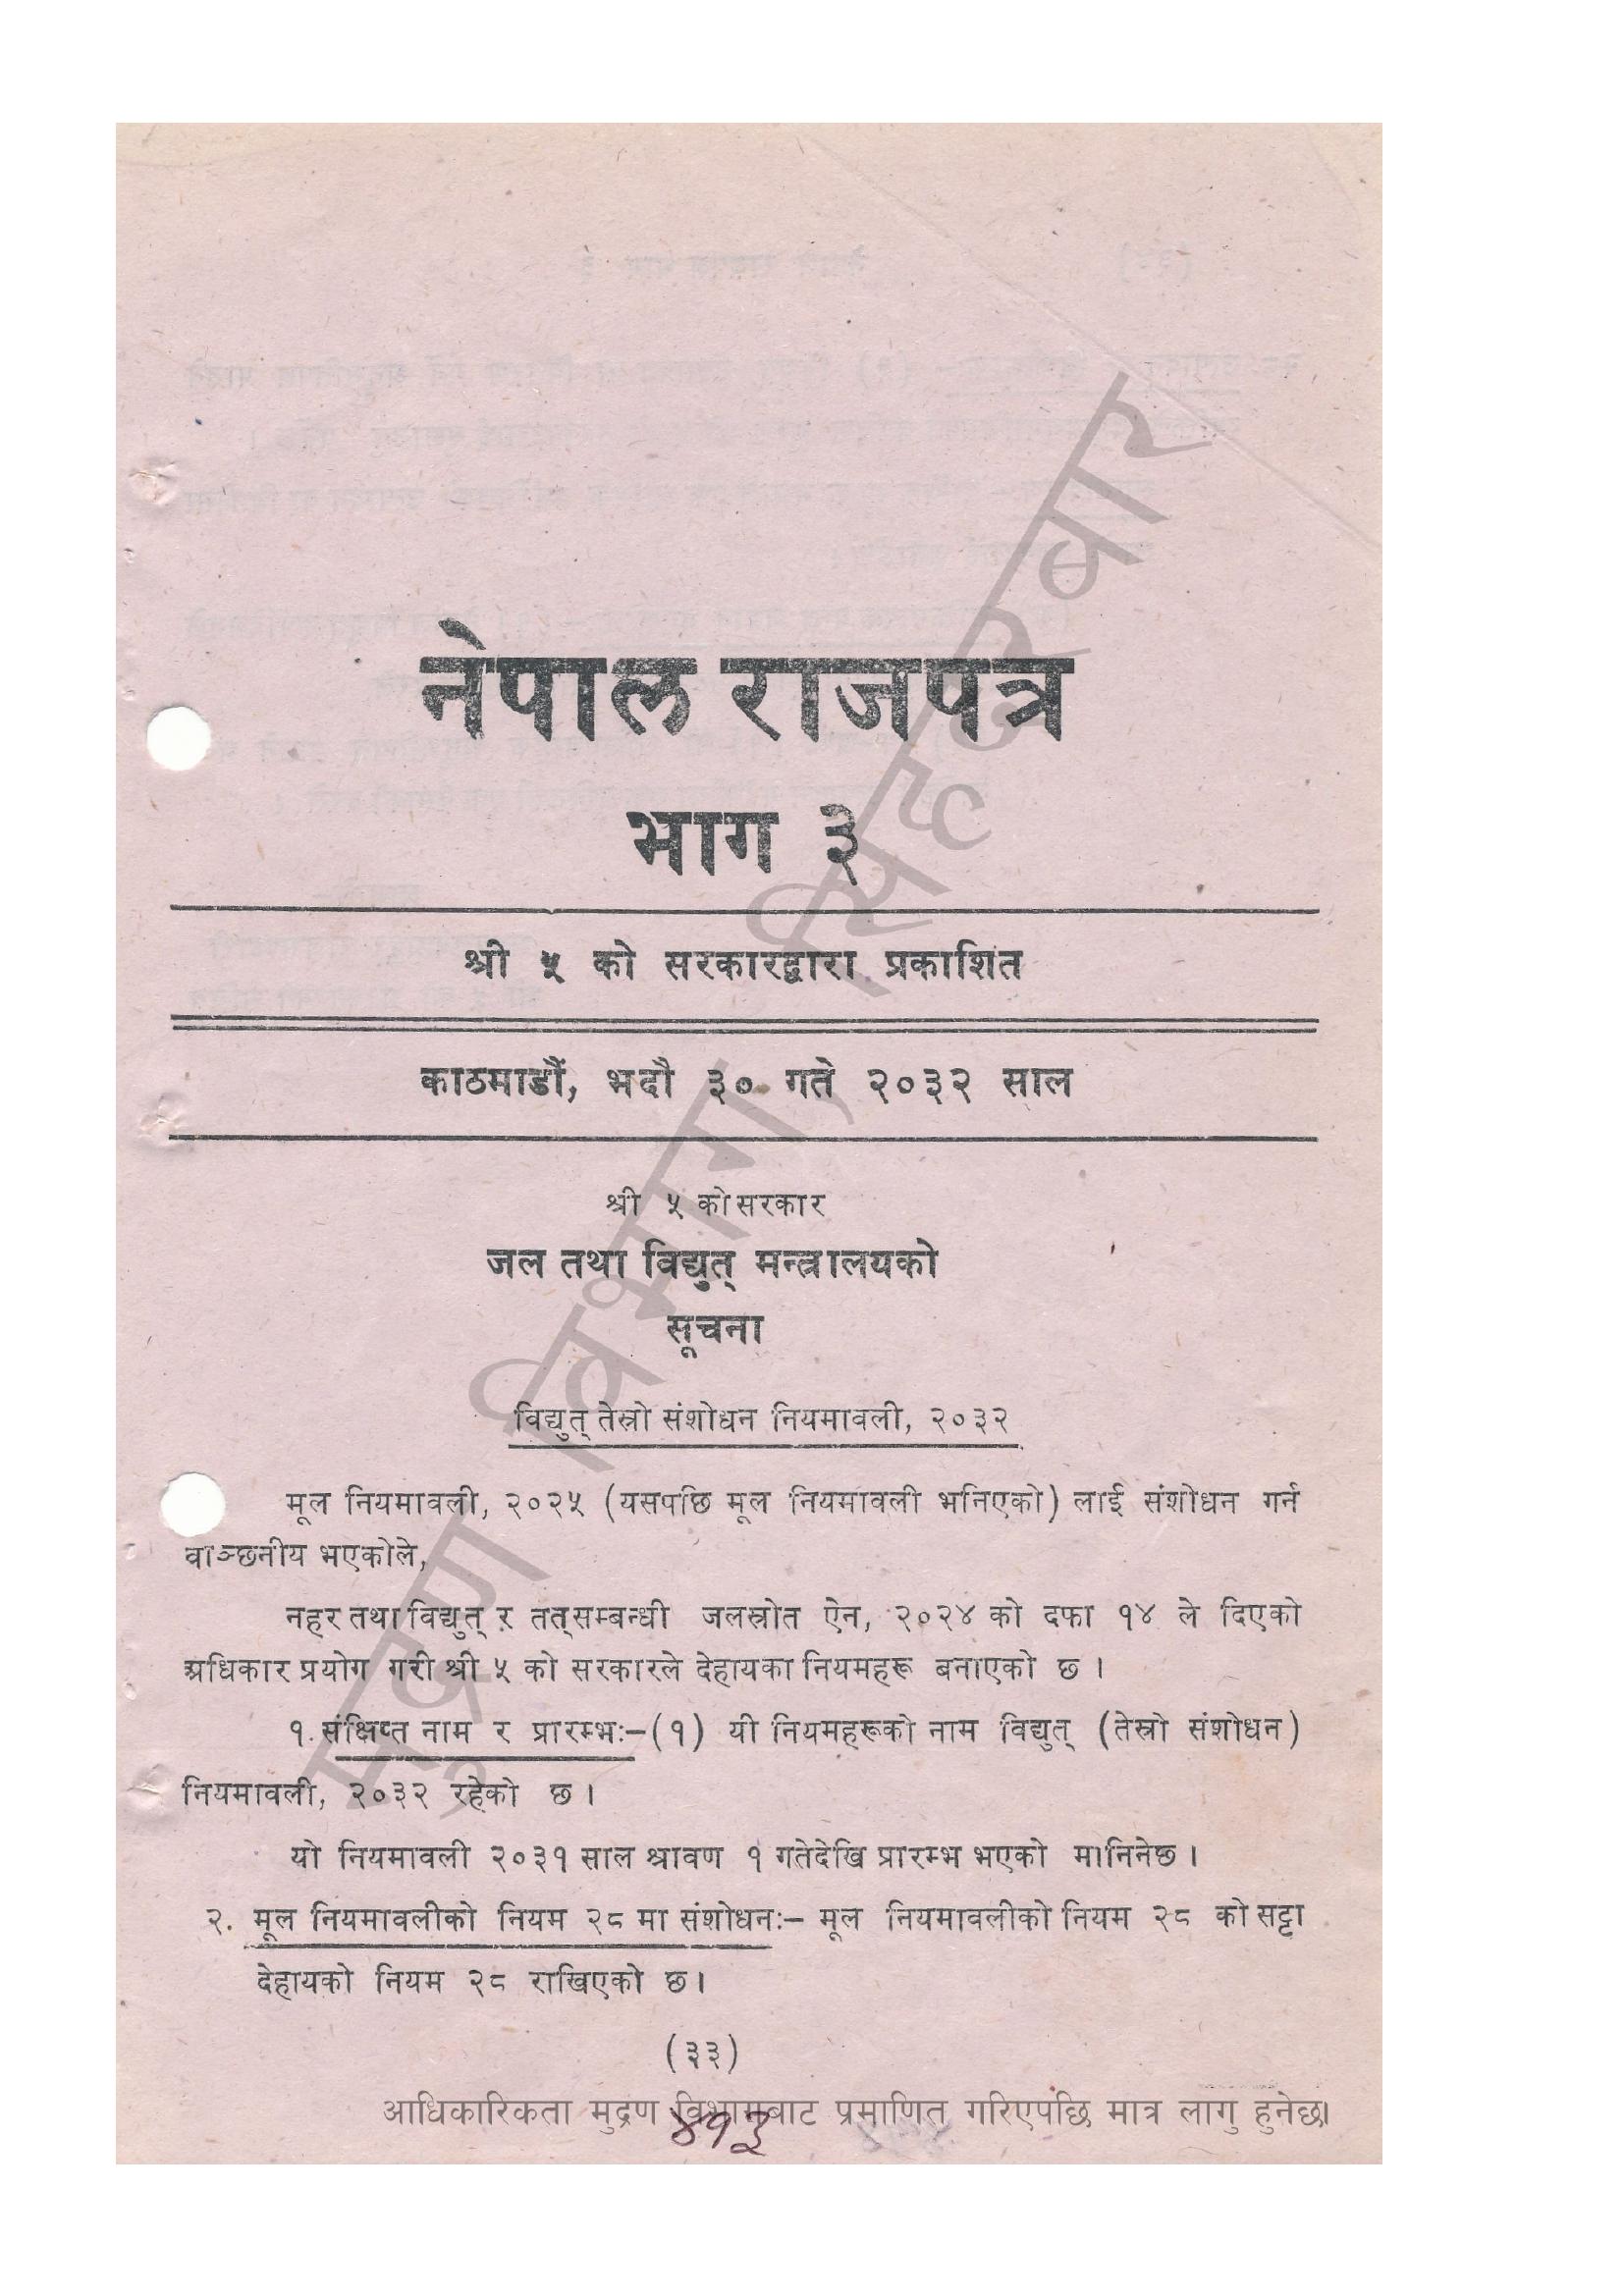 नेपाल राजपत्र
भाग ३
श्री ५ को सरकारद्वारा प्रकाशित
काठमाडौं, भदौ ३० गते २०३२ साल
श्री ५ को सरकार
जल तथा विद्युत् मन्त्रालयको
सूचना
विद्युत् तेस्रो संशोधन नियमावली, २०३२
मूल नियमावली, २०२५ (यसपछि मूल नियमावली भनिएको) लाई संशोधन गर्न
वाञ्छनीय भएकोले,
नहर तथा विद्युत् र तत्सम्बन्धी जलस्रोत ऐन, २०२४ को दफा १४ ले दिएको
अधिकार प्रयोग गरी श्री ५ को सरकारले देहायका नियमहरू बनाएको छ ।
१. संक्षिप्त नाम र प्रारम्भः–(१) यी नियमहरूको नाम विद्युत् (तेस्रो संशोधन)
नियमावली, २०३२ रहेको छ ।
यो नियमावली २०३१ साल श्रावण १ गतेदेखि प्रारम्भ भएको मानिनेछ ।
२. मूल नियमावलीको नियम २८ मा संशोधनः– मूल नियमावलीको नियम २८ को सट्टा
देहायको नियम २८ राखिएको छ ।
(३३)
आधिकारिकता मुद्रण विभागबाट प्रमाणित गरिएपछि मात्र लागु हुनेछ।
४१३
मुद्रण विभाग, सिंहदरबार